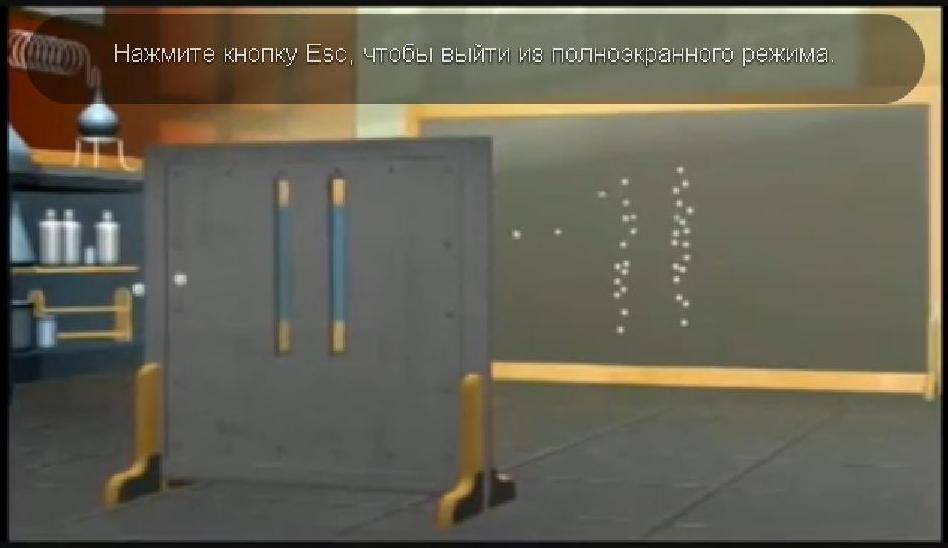 Нажмите кнопку Esc, чтобы выйти из полноэкранного режима.